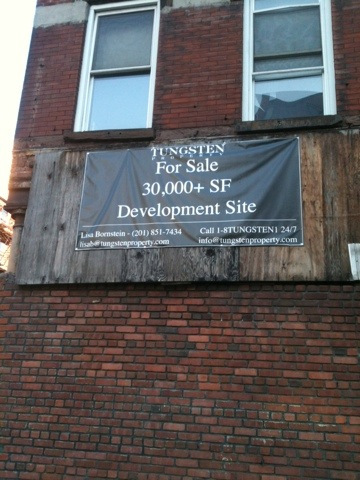 TUNGSTEN
PROPERTY
For Sale
30,000+ SF
Development Site
Lisa Bornstein - (201) 851-7434 Call 1-8TUNGSTEN1 24/7
lisab@tungstenproperty.com info@tungstenproperty.com